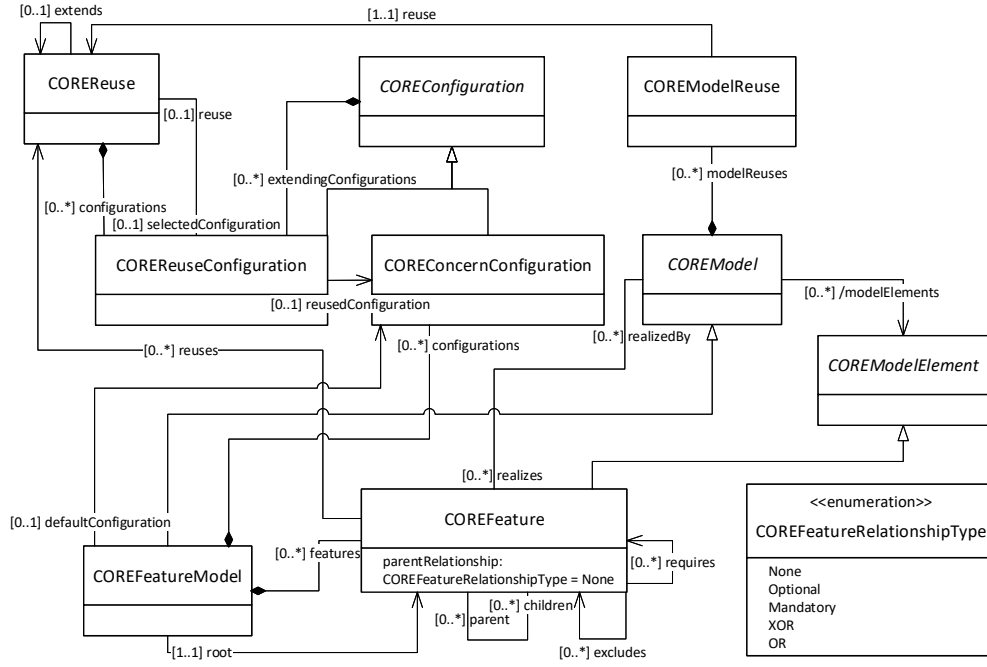 [0..1] extends
[1..1] reuse
COREReuse
COREConfiguration
COREModelReuse
[0..1] reuse
[0..*] extendingConfigurations
[0..*] modelReuses
[0..*] configurations
[0..1] selectedConfiguration
COREReuseConfiguration
COREConcernConfiguration
COREModel
[0..*] /modelElements
[0..1] reusedConfiguration
[0..*] realizedBy
[0..*] reuses
[0..*] configurations
COREModelElement
[0..*] realizes
<<enumeration>>
COREFeatureRelationshipType
None
Optional
Mandatory
XOR
OR
[0..1] defaultConfiguration
COREFeature
COREFeatureModel
[0..*] features
parentRelationship:
COREFeatureRelationshipType = None
[0..*] requires
[0..*] children
[0..*] parent
[1..1] root
[0..*] excludes